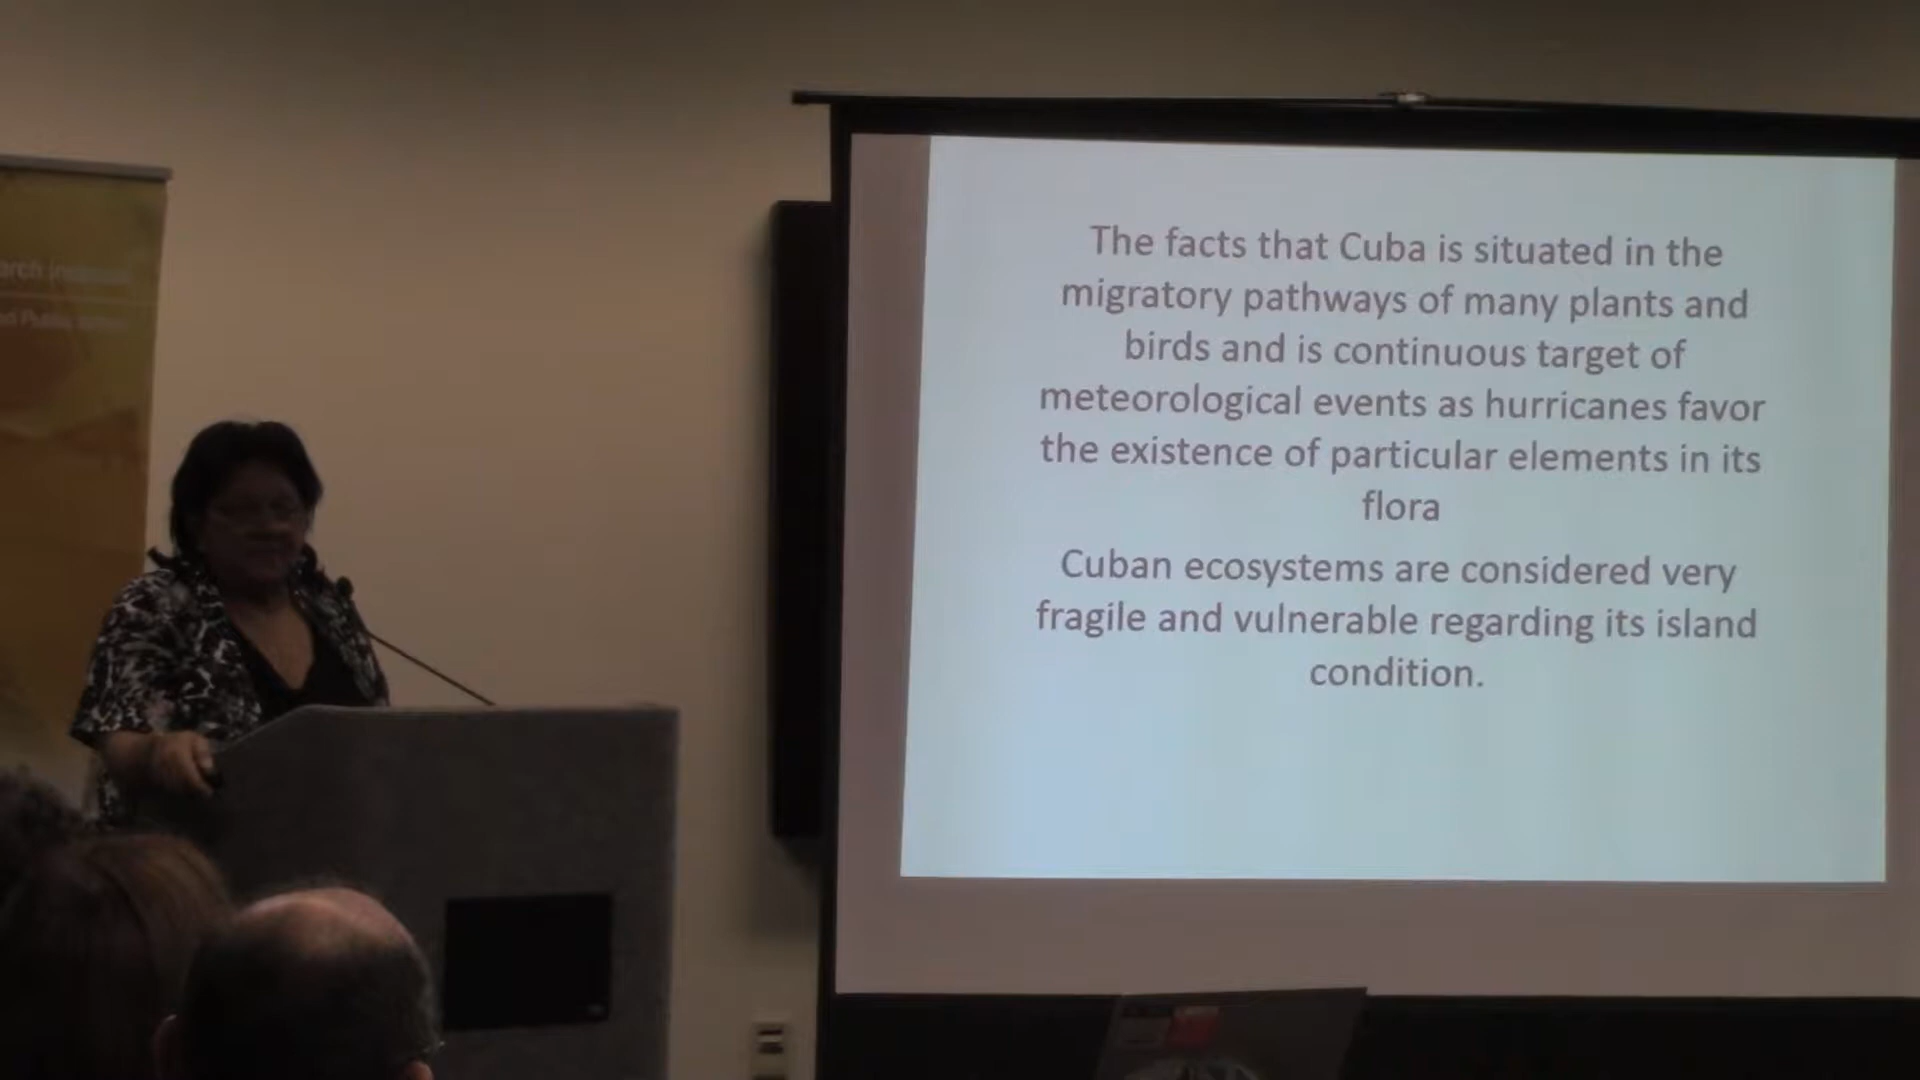 The facts that Cuba is situated in the
migratory pathways of many plants and
birds and is continuous target of
meteorological events as hurricanes favor
the existence of particular elements in its
flora
Cuban ecosystems are considered very
fragile and vulnerable regarding its island
condition.